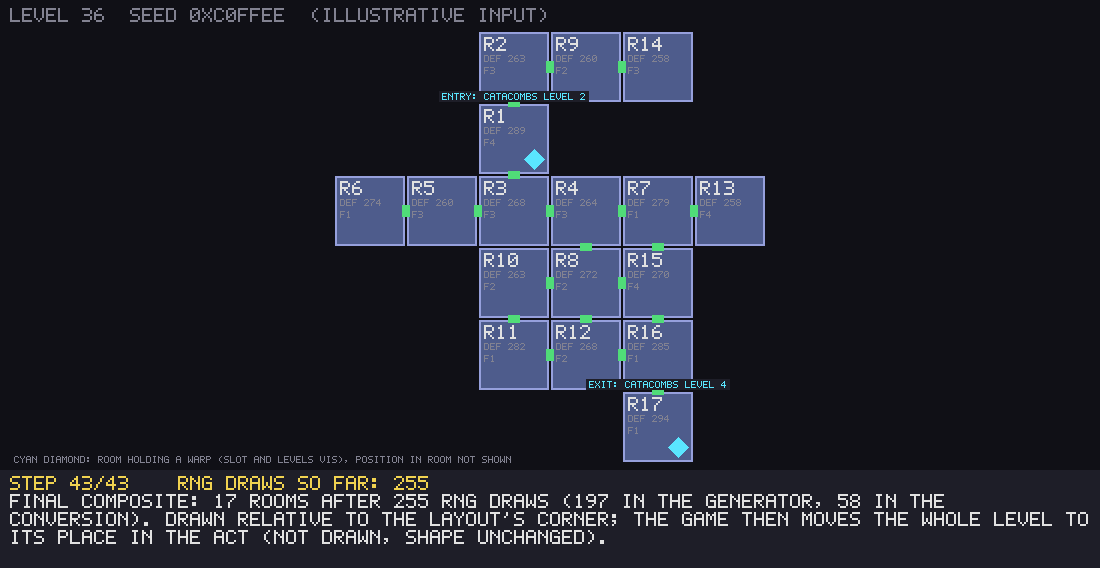 LEVEL 36  SEED 0XC0FFEE  (ILLUSTRATIVE INPUT)
R2 R9 R14
DEF 263 DEF 260 DEF 258
F3 F2 F3
ENTRY: CATACOMBS LEVEL 2
R1
DEF 289
F4
R6 R5 R3 R4 R7 R13
DEF 274 DEF 260 DEF 268 DEF 264 DEF 279 DEF 258
F1 F3 F3 F3 F1 F4
R10 R8 R15
DEF 263 DEF 272 DEF 270
F2 F2 F4
R11 R12 R16
DEF 282 DEF 268 DEF 285
F1 F2 F1
EXIT: CATACOMBS LEVEL 4
R17
DEF 294
F1
CYAN DIAMOND: ROOM HOLDING A WARP (SLOT AND LEVELS VIS), POSITION IN ROOM NOT SHOWN
STEP 43/43    RNG DRAWS SO FAR: 255
FINAL COMPOSITE: 17 ROOMS AFTER 255 RNG DRAWS (197 IN THE GENERATOR, 58 IN THE
CONVERSION). DRAWN RELATIVE TO THE LAYOUT'S CORNER; THE GAME THEN MOVES THE WHOLE LEVEL TO
ITS PLACE IN THE ACT (NOT DRAWN, SHAPE UNCHANGED).